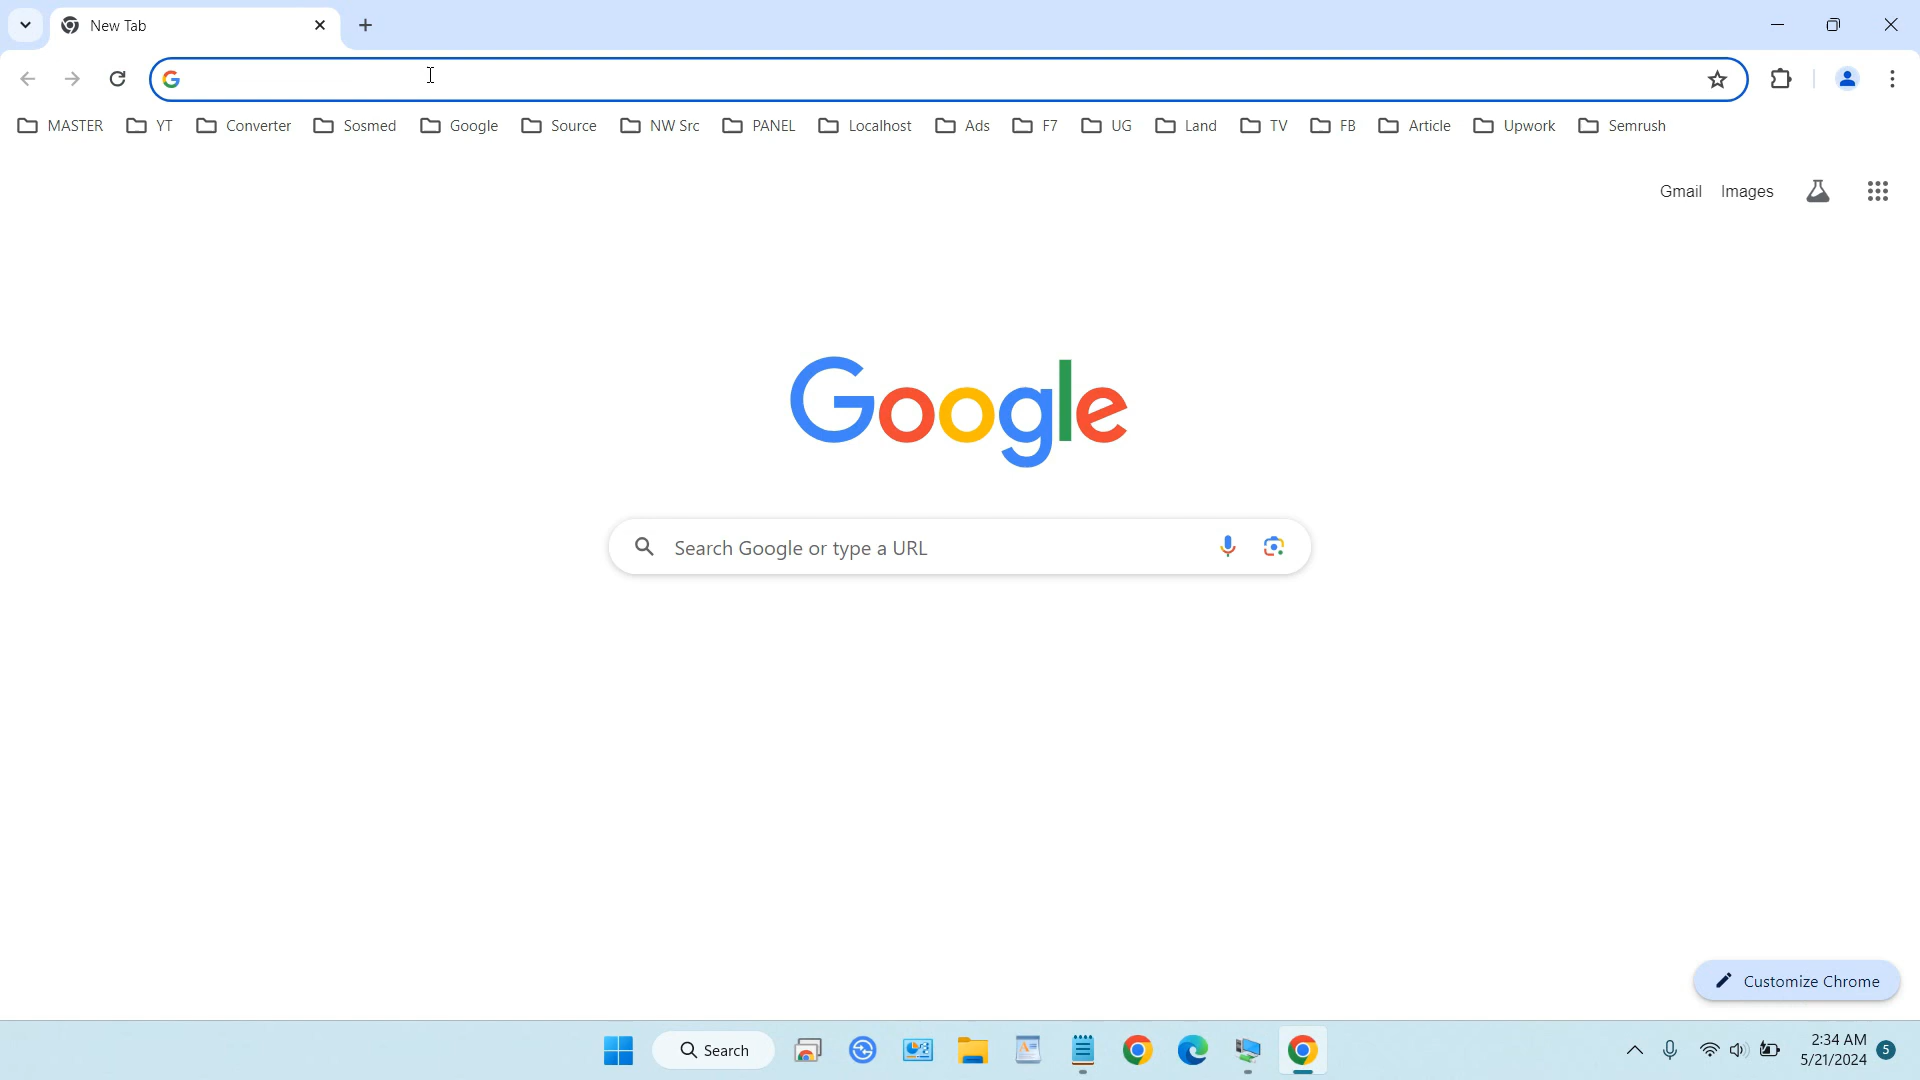 New Tab
MASTER YT Converter Sosmed Google Source NW Src PANEL Localhost Ads F7 UG Land TV FB Article Upwork Semrush
Gmail Images
Google
Search Google or type a URL
Customize Chrome
Search
2:34 AM
5/21/2024
5